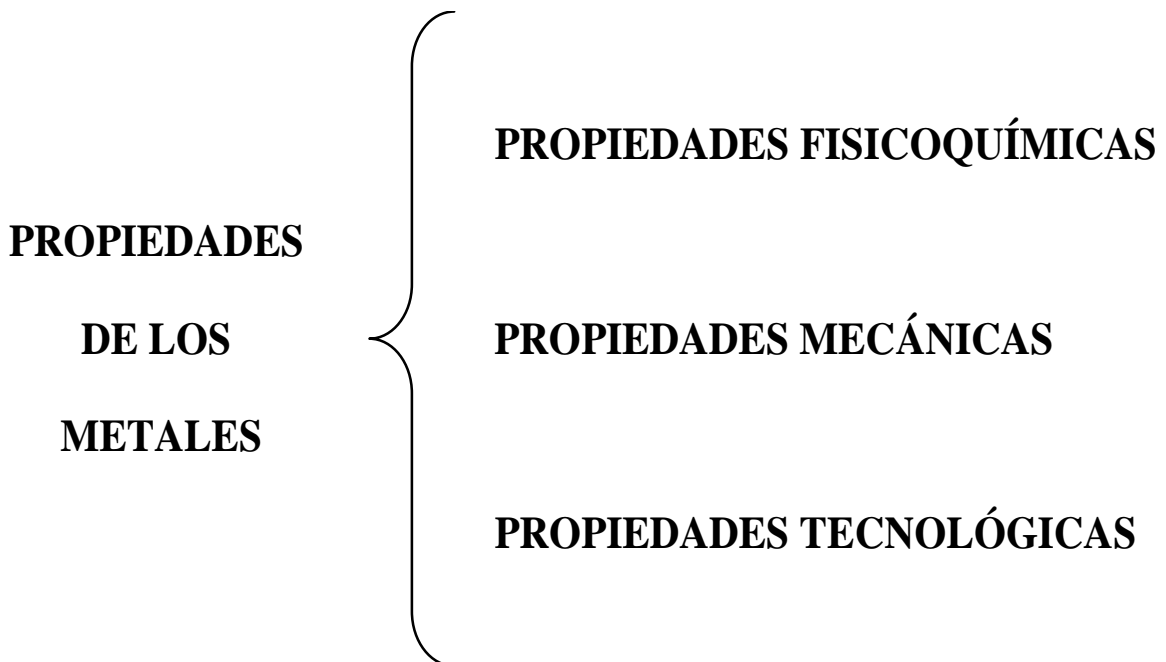 PROPIEDADES
DE LOS
METALES
PROPIEDADES FISICOQUÍMICAS
PROPIEDADES MECÁNICAS
PROPIEDADES TECNOLÓGICAS